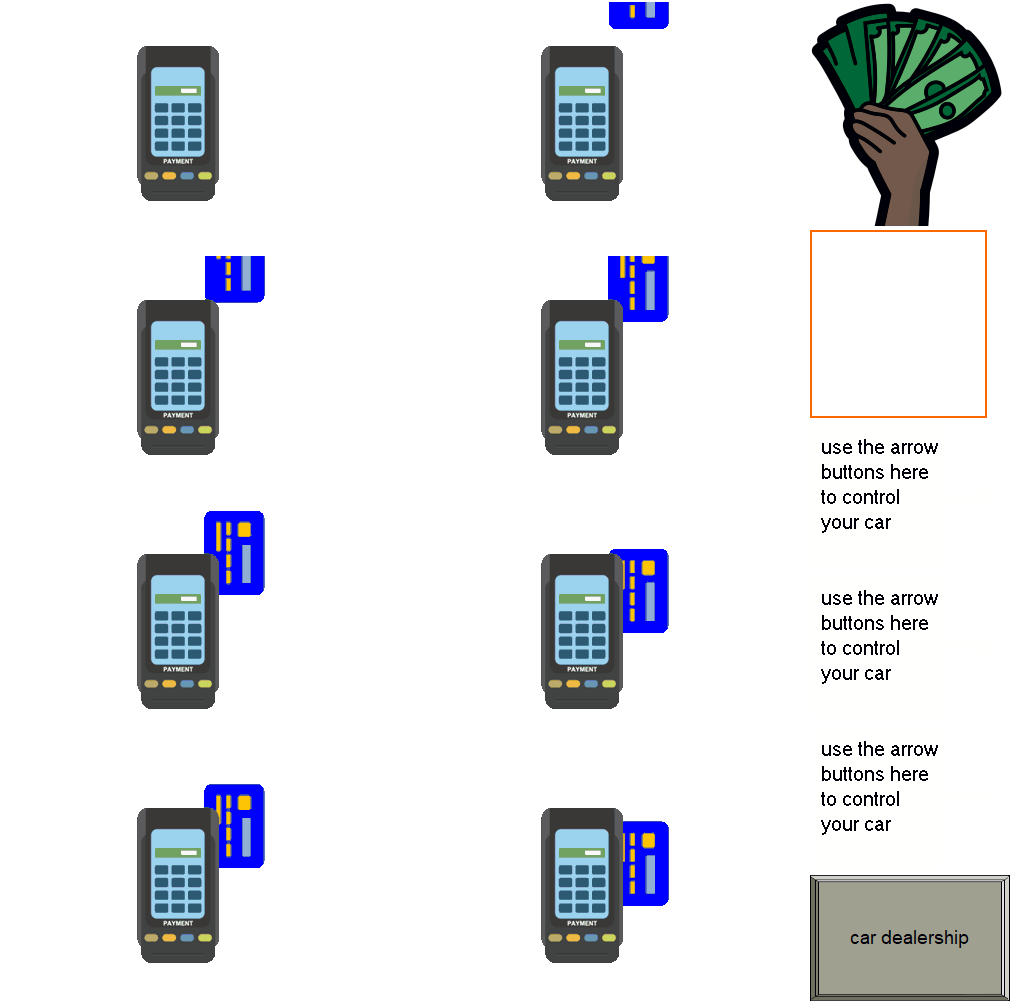 PAYMENT
PAYMENT
PAYMENT
PAYMENT
PAYMENT
PAYMENT
PAYMENT
PAYMENT
use the arrow
buttons here
to control
your car
use the arrow
buttons here
to control
your car
use the arrow
buttons here
to control
your car
car dealership